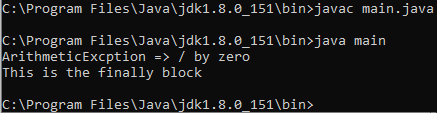 C:\Program Files\Java\jdk1.8.0_151\bin>javac main.java
C:\Program Files\Java\jdk1.8.0_151\bin>java main
ArithmeticExcption => / by zero
This is the finally block
C:\Program Files\Java\jdk1.8.0_151\bin>